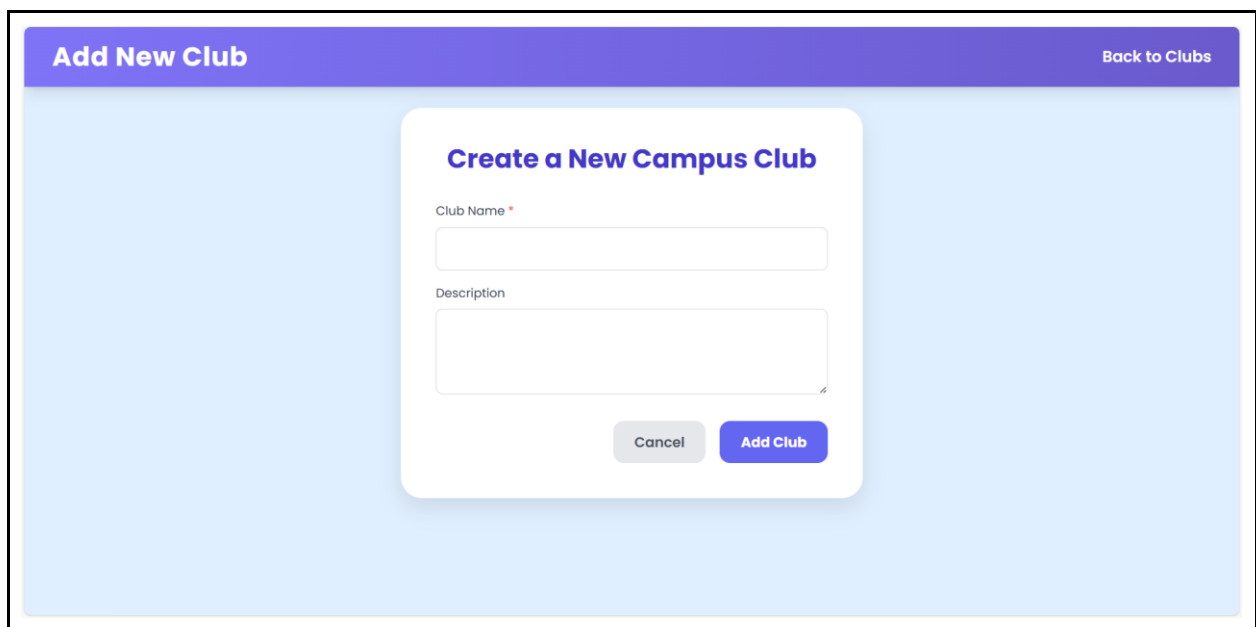 Add New Club
Back to Clubs
Create a New Campus Club
Club Name *
Description
Cancel
Add Club